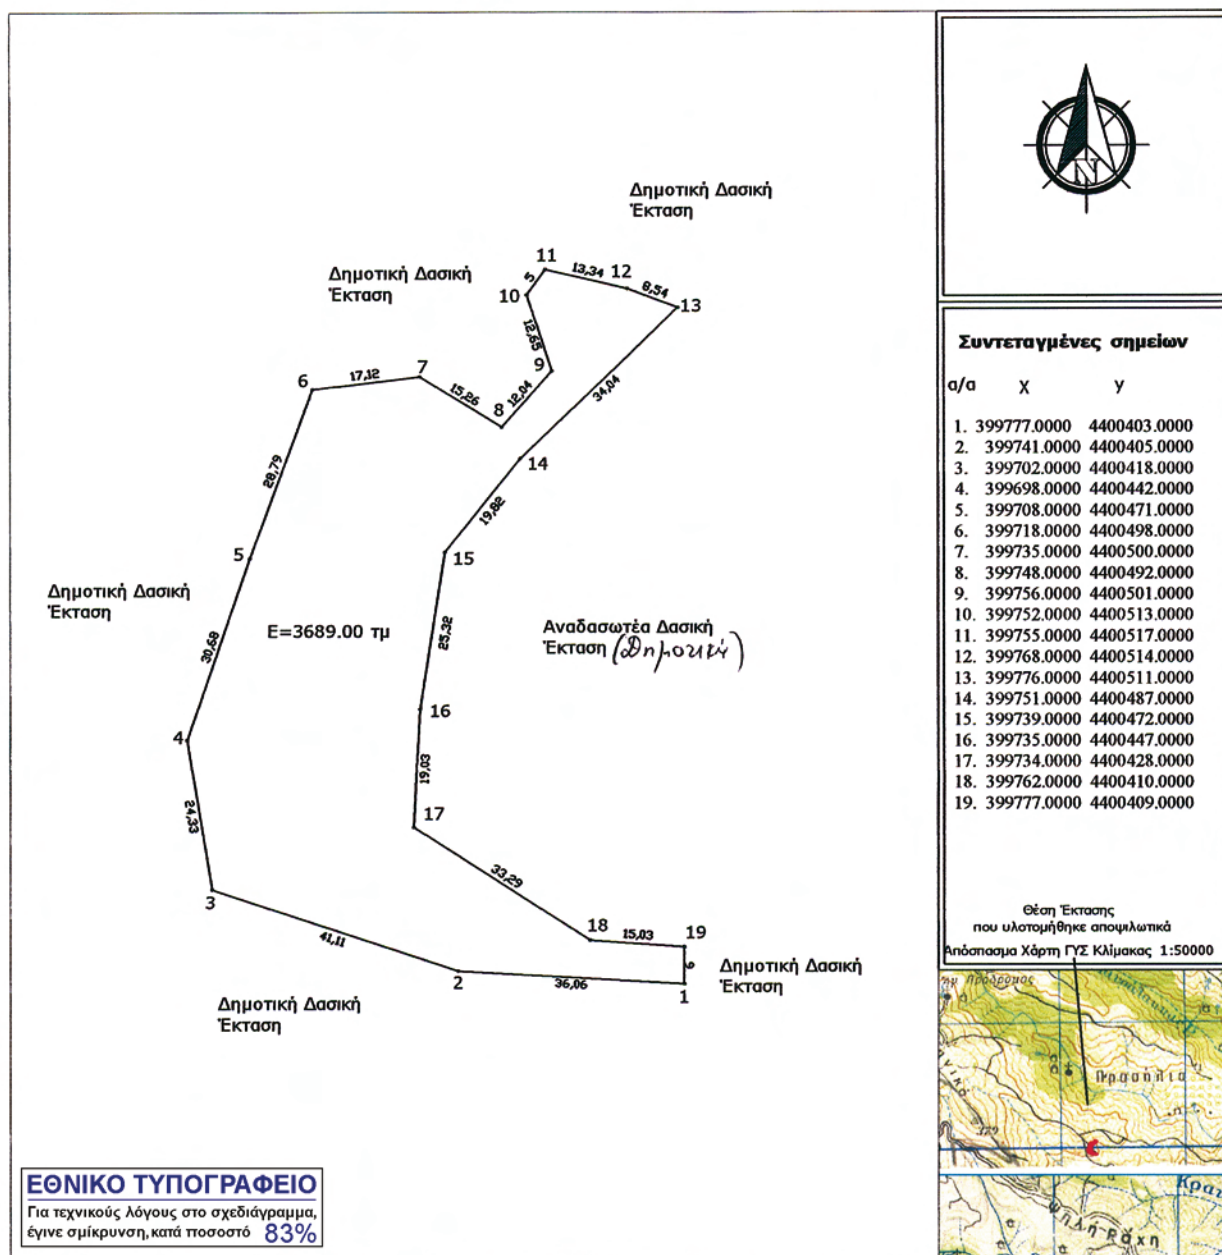 N
Δημοτική Δασική
Έκταση
Δημοτική Δασική
Έκταση
11
13,34
12
8,54
13
5
10
12,65
9
34,04
7
6
17,12
15,26
8
12,04
14
28,79
19,82
5
15
Δημοτική Δασική
Έκταση
E=3689.00 τμ
Αναδασωτέα Δασική
Έκταση (Δημοτική)
30,68
25,32
4
16
24,33
19,03
17
3
33,29
41,11
18
15,03
19
6
2
36,06
1
Δημοτική Δασική
Έκταση
Δημοτική Δασική
Έκταση
Συντεταγμένες σημείων
α/α x y
1. 399777.0000 4400403.0000
2. 399741.0000 4400405.0000
3. 399702.0000 4400418.0000
4. 399698.0000 4400442.0000
5. 399708.0000 4400471.0000
6. 399718.0000 4400498.0000
7. 399735.0000 4400500.0000
8. 399748.0000 4400492.0000
9. 399756.0000 4400501.0000
10. 399752.0000 4400513.0000
11. 399755.0000 4400517.0000
12. 399768.0000 4400514.0000
13. 399776.0000 4400511.0000
14. 399751.0000 4400487.0000
15. 399739.0000 4400472.0000
16. 399735.0000 4400447.0000
17. 399734.0000 4400428.0000
18. 399762.0000 4400410.0000
19. 399777.0000 4400409.0000
Θέση Έκτασης
που υλοτομήθηκε αποψιλωτικά
Απόσπασμα Χάρτη ΓΥΣ Κλίμακας 1:50000
Πρόδρομος
Πρασήλια
379
Κρατ
ψηλή Ράχη
ΕΘΝΙΚΟ ΤΥΠΟΓΡΑΦΕΙΟ
Για τεχνικούς λόγους στο σχεδιάγραμμα,
έγινε σμίκρυνση,κατά ποσοστό 83%